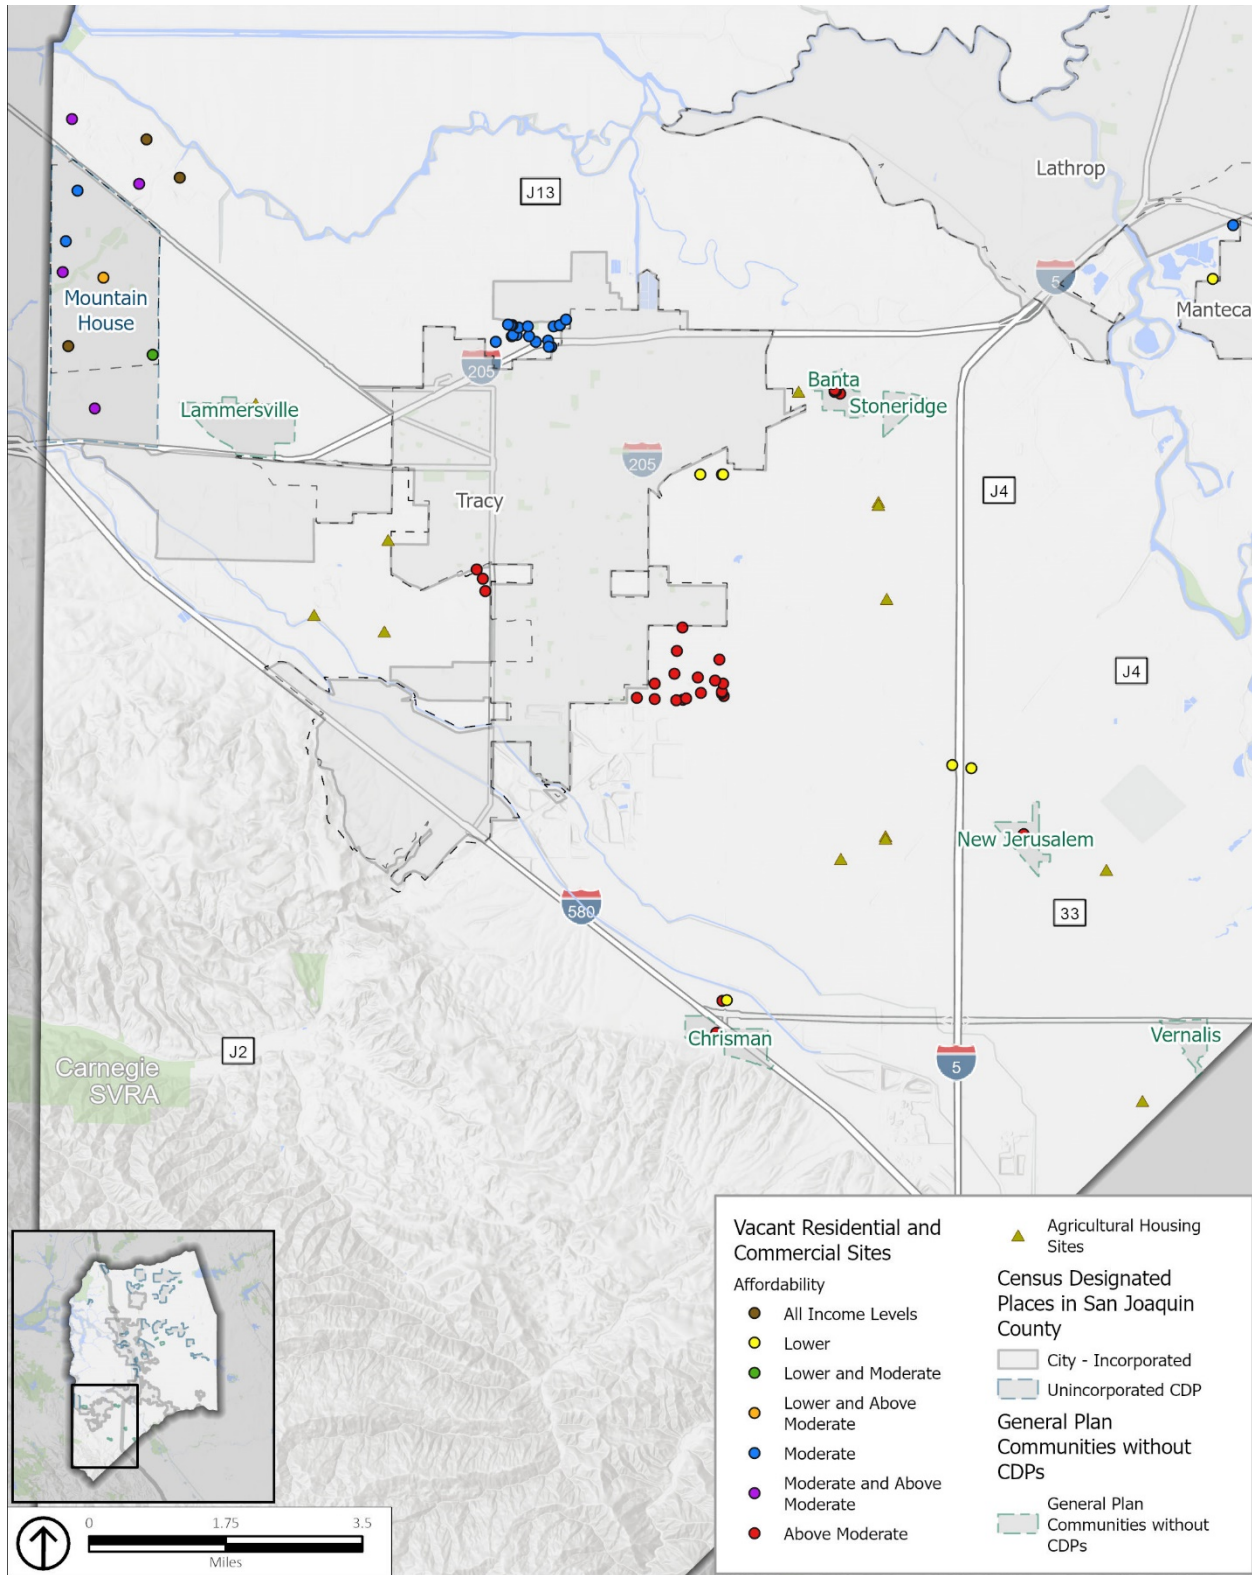 Lathrop
J13
5
Mountain
House
Manteca
205
Banta
Lammersville
Stoneridge
205
Tracy
J4
J4
New Jerusalem
580
33
Chrisman
Vernalis
J2
5
Carnegie
SVRA
Vacant Residential and
Commercial Sites
Affordability
All Income Levels
Lower
Lower and Moderate
Lower and Above
Moderate
Moderate
Moderate and Above
Moderate
Above Moderate
Agricultural Housing
Sites
Census Designated
Places in San Joaquin
County
City - Incorporated
Unincorporated CDP
General Plan
Communities without
CDPs
General Plan
Communities without
CDPs
0 1.75 3.5
Miles